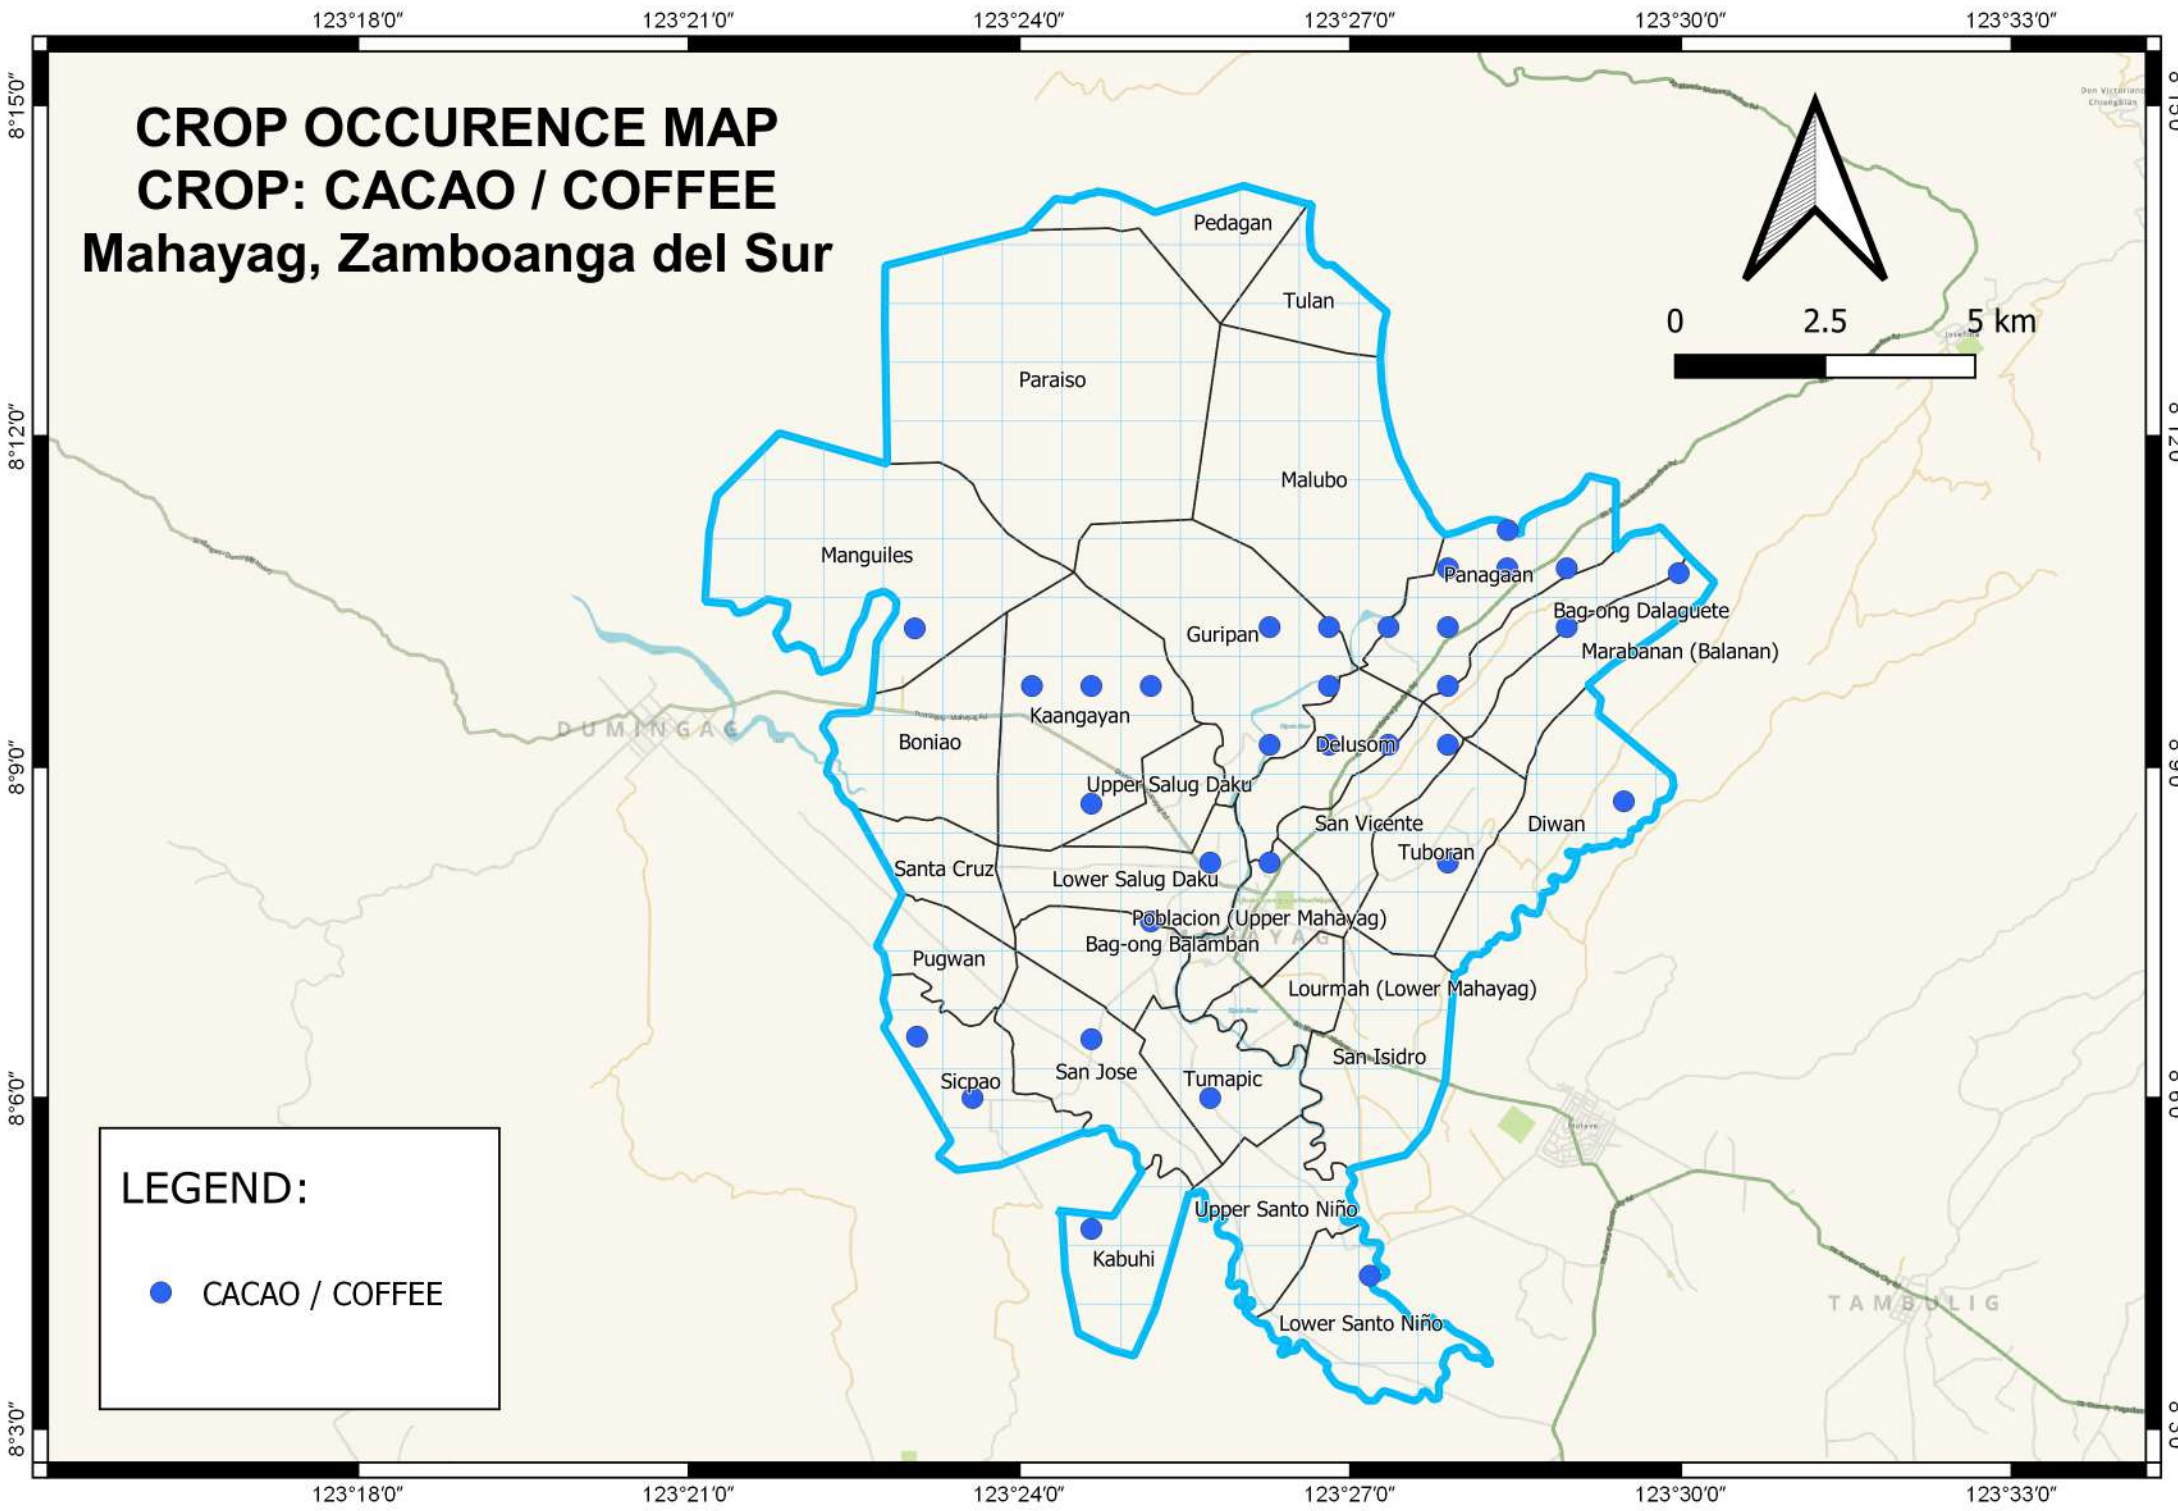 123°18′0″ 123°21′0″ 123°24′0″ 123°27′0″ 123°30′0″ 123°33′0″
8°15′0″
8°12′0″
8°9′0″
8°6′0″
8°3′0″
CROP OCCURENCE MAP
CROP: CACAO / COFFEE
Mahayag, Zamboanga del Sur
0 2.5 5 km
Don Victoriano
Chiongbian
Josefina
Pedagan
Tulan
Paraiso
Malubo
Manguiles
Panagaan
Bag-ong Dalaguete
Guripan
Marabanan (Balanan)
Kaangayan
DUMINGAG
Boniao
Delusom
Upper Salug Daku
San Vicente
Diwan
Tuboran
Santa Cruz
Lower Salug Daku
Poblacion (Upper Mahayag)
MAHAYAG
Bag-ong Balamban
Pugwan
Lourmah (Lower Mahayag)
San Isidro
San Jose
Sicpao
Tumapic
Molave
Upper Santo Niño
Kabuhi
TAMBULIG
Lower Santo Niño
LEGEND:
CACAO / COFFEE
123°18′0″ 123°21′0″ 123°24′0″ 123°27′0″ 123°30′0″ 123°33′0″